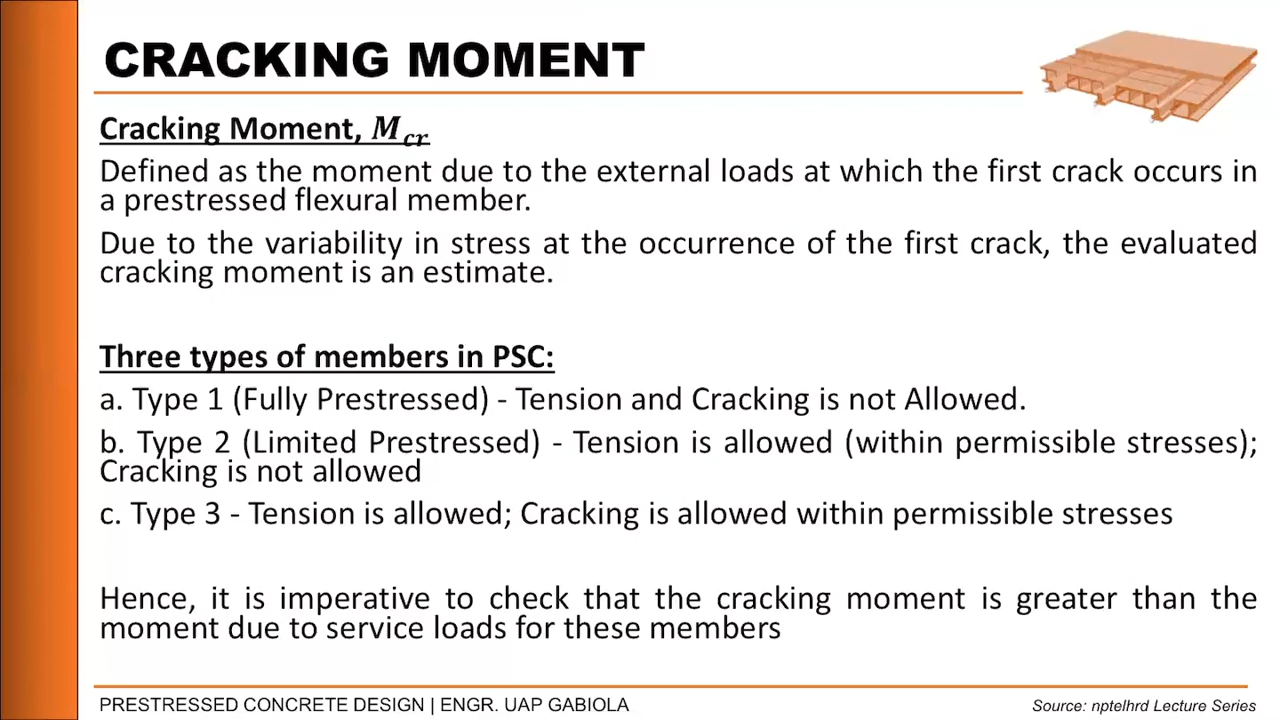 CRACKING MOMENT
Cracking Moment, M_cr
Defined as the moment due to the external loads at which the first crack occurs in
a prestressed flexural member.
Due to the variability in stress at the occurrence of the first crack, the evaluated
cracking moment is an estimate.
Three types of members in PSC:
a. Type 1 (Fully Prestressed) - Tension and Cracking is not Allowed.
b. Type 2 (Limited Prestressed) - Tension is allowed (within permissible stresses);
Cracking is not allowed
c. Type 3 - Tension is allowed; Cracking is allowed within permissible stresses
Hence, it is imperative to check that the cracking moment is greater than the
moment due to service loads for these members
PRESTRESSED CONCRETE DESIGN | ENGR. UAP GABIOLA
Source: nptelhrd Lecture Series